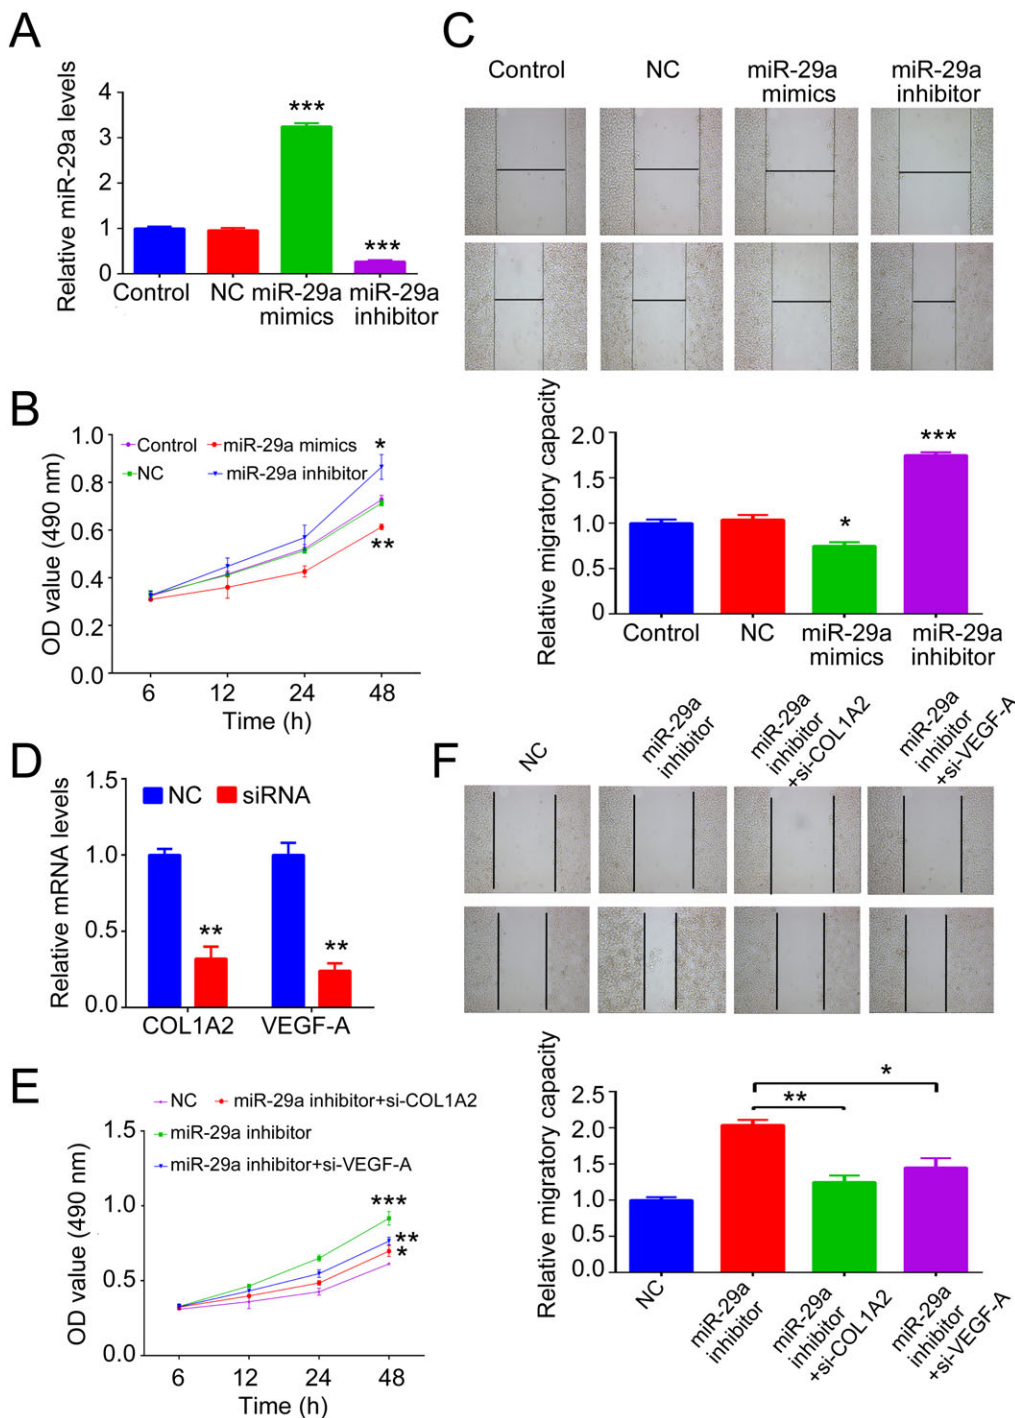 A
Relative miR-29a levels
4
3
2
1
0
***
***
Control
NC
miR-29a
mimics
miR-29a
inhibitor
C
Control
NC
miR-29a
mimics
miR-29a
inhibitor
Relative migratory capacity
2.0
1.5
1.0
0.5
0
*
***
Control
NC
miR-29a
mimics
miR-29a
inhibitor
B
OD value (490 nm)
1.0
0.8
0.6
0.4
0.2
0.0
Control
miR-29a mimics
NC
miR-29a inhibitor
*
**
6
12
24
48
Time (h)
D
Relative mRNA levels
1.5
1.0
0.5
0.0
NC
siRNA
**
**
COL1A2
VEGF-A
F
NC
miR-29a
inhibitor
miR-29a
inhibitor
+si-COL1A2
miR-29a
inhibitor
+si-VEGF-A
Relative migratory capacity
2.5
2.0
1.5
1.0
0.5
0
**
*
NC
miR-29a
inhibitor
miR-29a
inhibitor
+si-COL1A2
miR-29a
inhibitor
+si-VEGF-A
E
OD value (490 nm)
1.5
1.0
0.5
0.0
NC
miR-29a inhibitor+si-COL1A2
miR-29a inhibitor
miR-29a inhibitor+si-VEGF-A
***
**
*
6
12
24
48
Time (h)